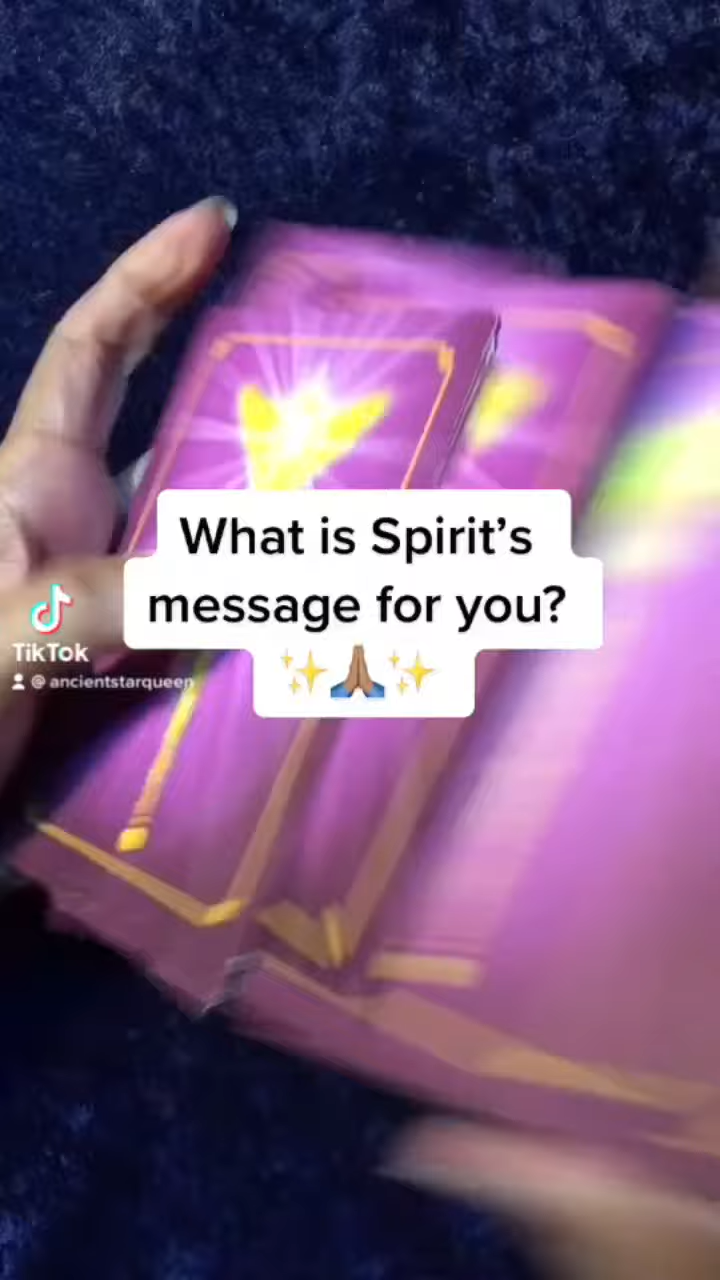 What is Spirit’s
message for you?
✨🙏🏽✨
TikTok
@ancientstarqueen